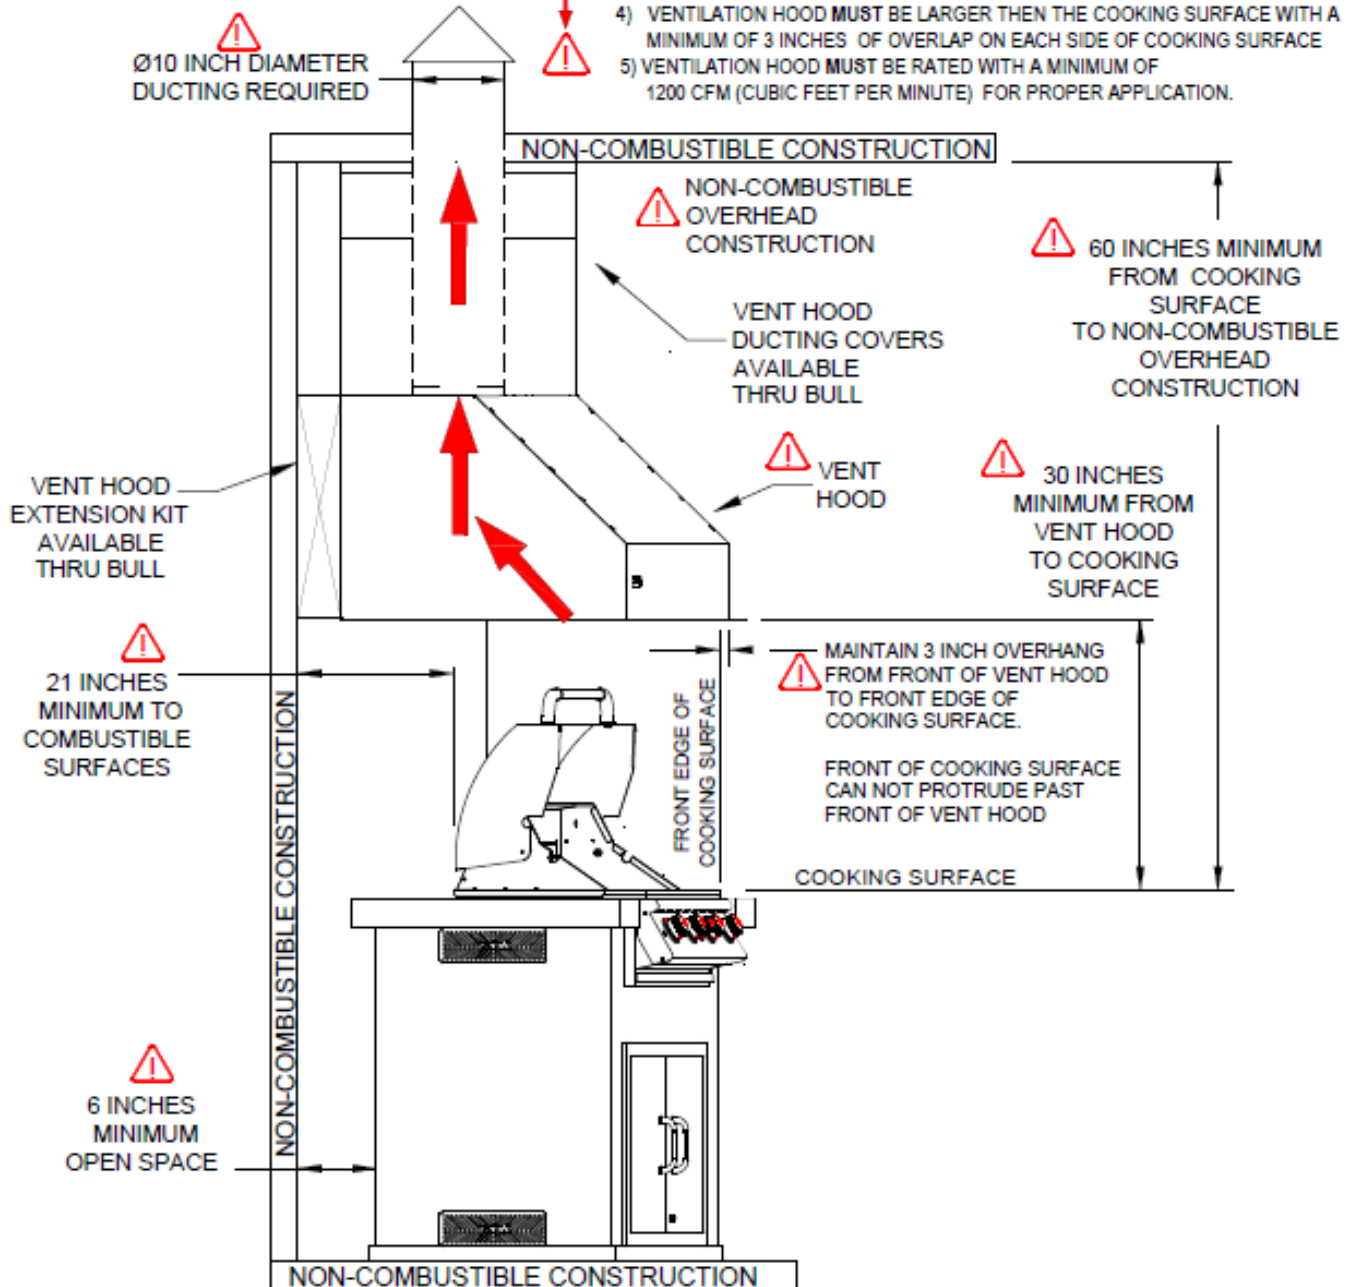 4) VENTILATION HOOD MUST BE LARGER THEN THE COOKING SURFACE WITH A
MINIMUM OF 3 INCHES OF OVERLAP ON EACH SIDE OF COOKING SURFACE
5) VENTILATION HOOD MUST BE RATED WITH A MINIMUM OF
1200 CFM (CUBIC FEET PER MINUTE) FOR PROPER APPLICATION.
Ø10 INCH DIAMETER
DUCTING REQUIRED
NON-COMBUSTIBLE CONSTRUCTION
NON-COMBUSTIBLE
OVERHEAD
CONSTRUCTION
60 INCHES MINIMUM
FROM COOKING
SURFACE
TO NON-COMBUSTIBLE
OVERHEAD
CONSTRUCTION
VENT HOOD
DUCTING COVERS
AVAILABLE
THRU BULL
VENT
HOOD
30 INCHES
MINIMUM FROM
VENT HOOD
TO COOKING
SURFACE
VENT HOOD
EXTENSION KIT
AVAILABLE
THRU BULL
21 INCHES
MINIMUM TO
COMBUSTIBLE
SURFACES
MAINTAIN 3 INCH OVERHANG
FROM FRONT OF VENT HOOD
TO FRONT EDGE OF
COOKING SURFACE.
FRONT OF COOKING SURFACE
CAN NOT PROTRUDE PAST
FRONT OF VENT HOOD
FRONT EDGE OF
COOKING SURFACE
COOKING SURFACE
NON-COMBUSTIBLE CONSTRUCTION
6 INCHES
MINIMUM
OPEN SPACE
NON-COMBUSTIBLE CONSTRUCTION